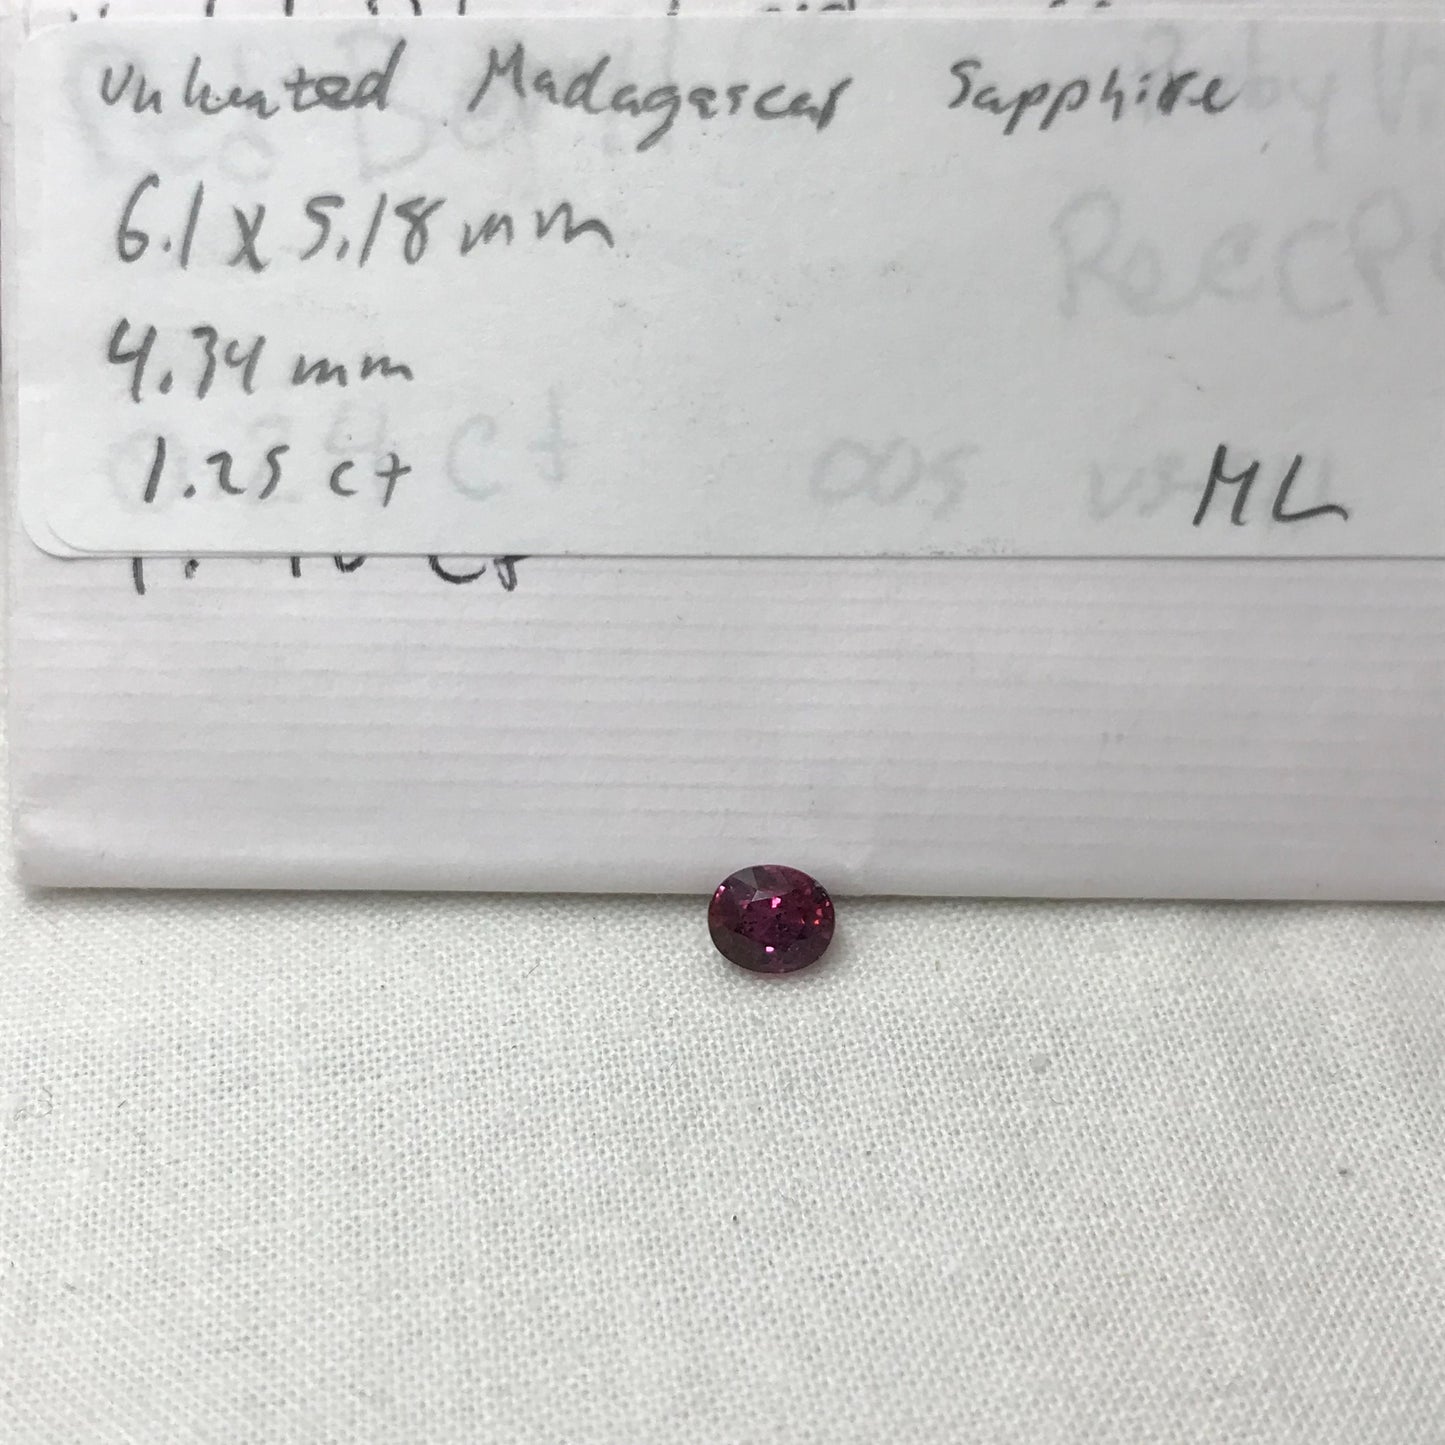 Unheated Madagascar Sapphire
6.1 x 5.18 mm
4.34 mm
1.25 ct ML